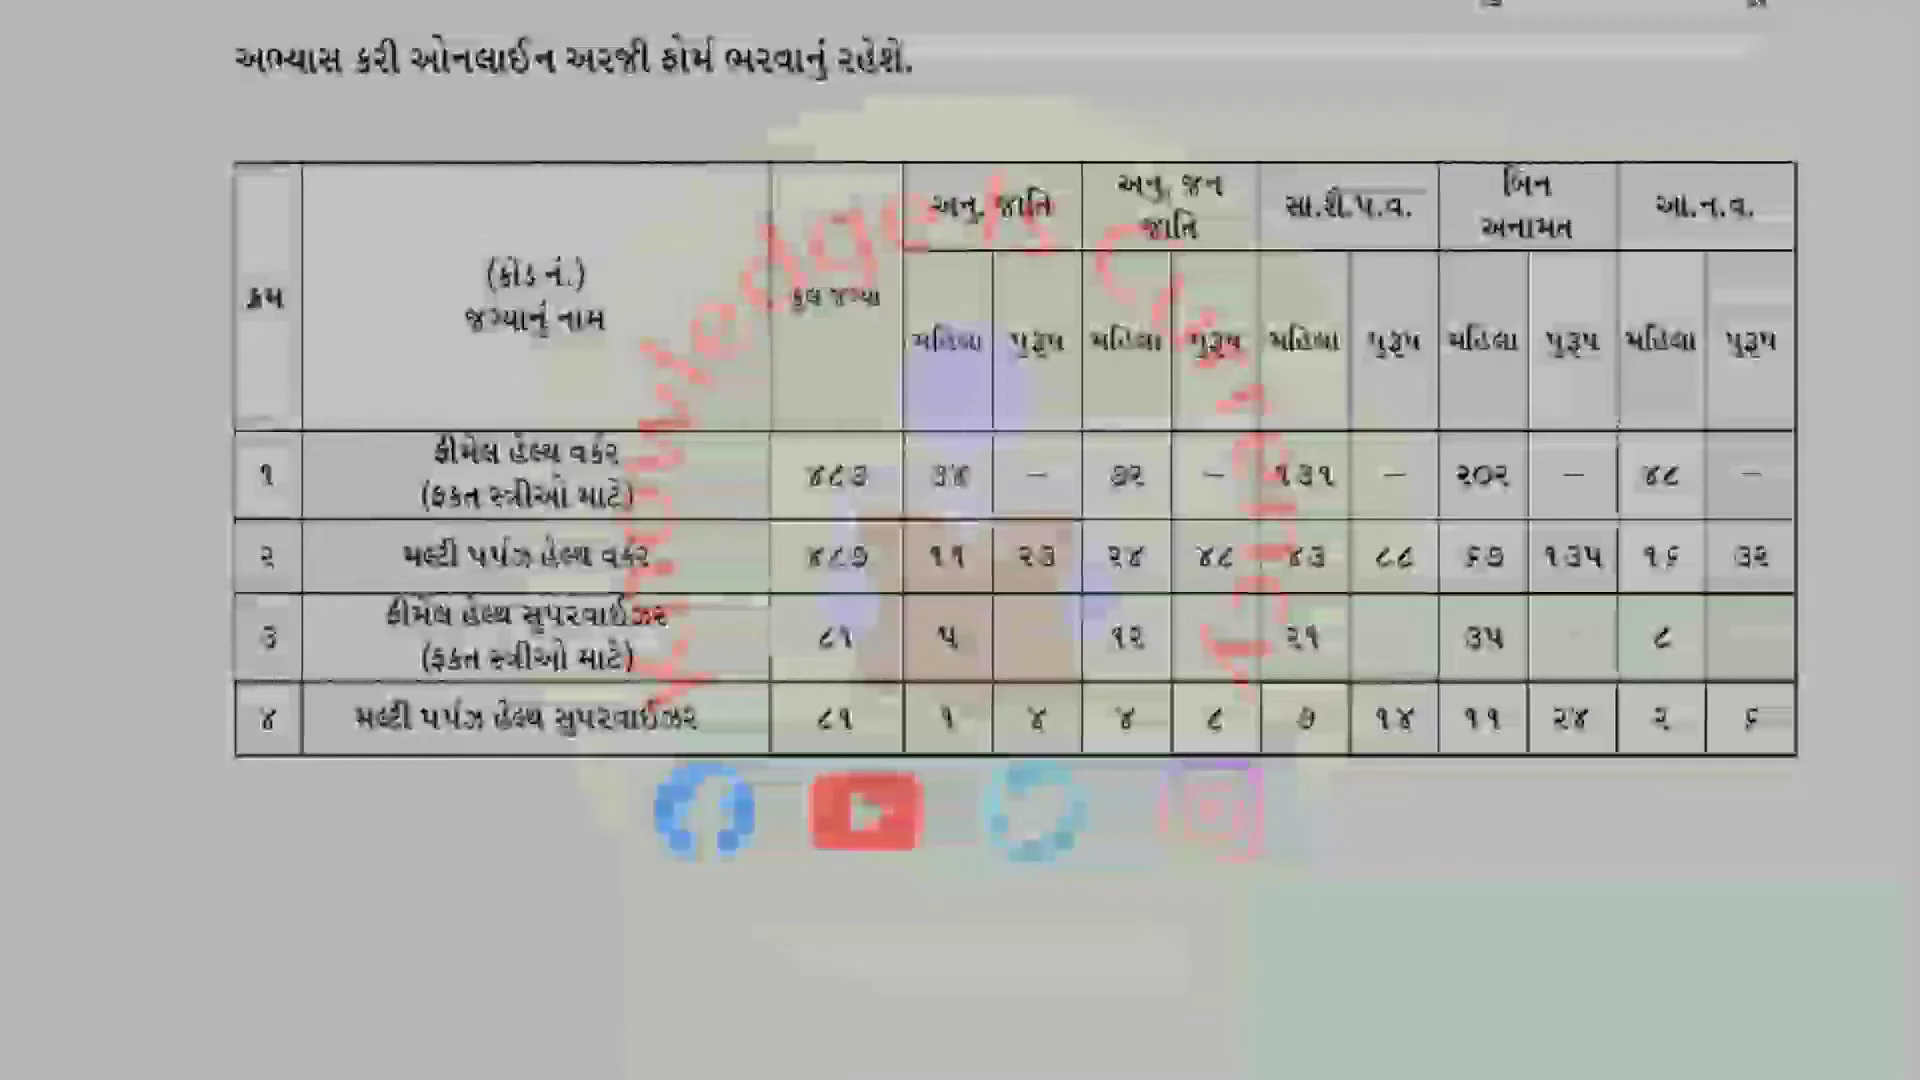 અભ્યાસ કરી ઓનલાઈન અરજી ફોર્મ ભરવાનું રહેશે.
ક્રમ (કોડ નં.) જગ્યાનું નામ કુલ જગ્યા અનુ. જાતિ અનુ. જન જાતિ સા.શૈ.પ.વ. બિન અનામત આ.ન.વ.
મહિલા પુરૂષ મહિલા પુરૂષ મહિલા પુરૂષ મહિલા પુરૂષ મહિલા પુરૂષ
૧ ફીમેલ હેલ્થ વર્કર (ફકત સ્ત્રીઓ માટે) ૪૮૭ ૩૪ – ૭૨ – ૧૩૧ – ૨૦૨ – ૪૮ –
૨ મલ્ટી પર્પઝ હેલ્થ વર્કર ૪૮૭ ૧૧ ૨૩ ૨૪ ૪૮ ૪૩ ૮૮ ૬૭ ૧૩૫ ૧૬ ૩૨
૩ ફીમેલ હેલ્થ સુપરવાઈઝર (ફકત સ્ત્રીઓ માટે) ૮૧ ૫ ૧૨ ૨૧ ૩૫ ૮
૪ મલ્ટી પર્પઝ હેલ્થ સુપરવાઈઝર ૮૧ ૧ ૪ ૪ ૮ ૭ ૧૪ ૧૧ ૨૪ ૨ ૬